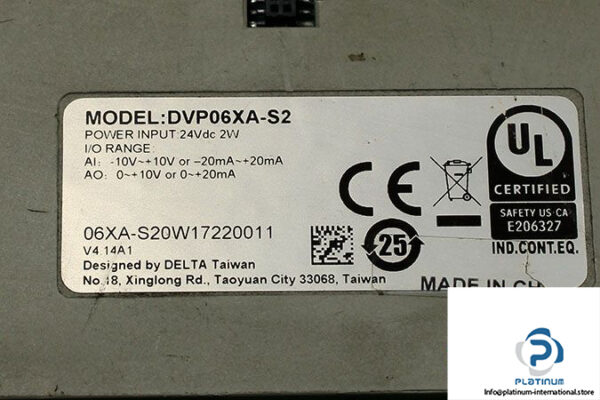 MODEL:DVP06XA-S2
POWER INPUT 24Vdc 2W
I/O RANGE
AI: -10V~+10V or -20mA~+20mA
AO: 0~+10V or 0~+20mA
06XA-S20W17220011
V4.14A1
Designed by DELTA Taiwan
No.18, Xinglong Rd., Taoyuan City 33068, Taiwan
CE
25
UL
CERTIFIED
SAFETY US CA
E206327
IND.CONT.EQ.
MADE IN
PLATINUM
info@platinum-international.store